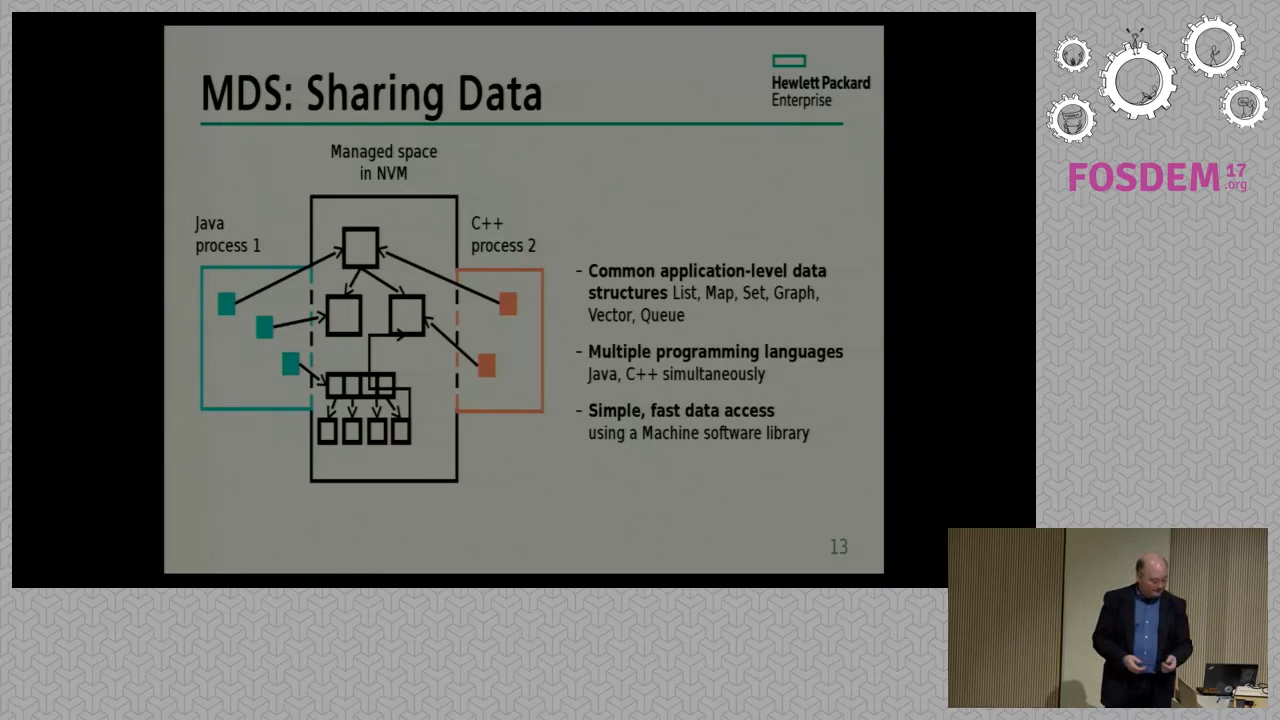 MDS: Sharing Data
Hewlett Packard
Enterprise
Managed space
in NVM
Java
process 1
C++
process 2
– Common application-level data
structures List, Map, Set, Graph,
Vector, Queue
– Multiple programming languages
Java, C++ simultaneously
– Simple, fast data access
using a Machine software library
13
FOSDEM 17
.org